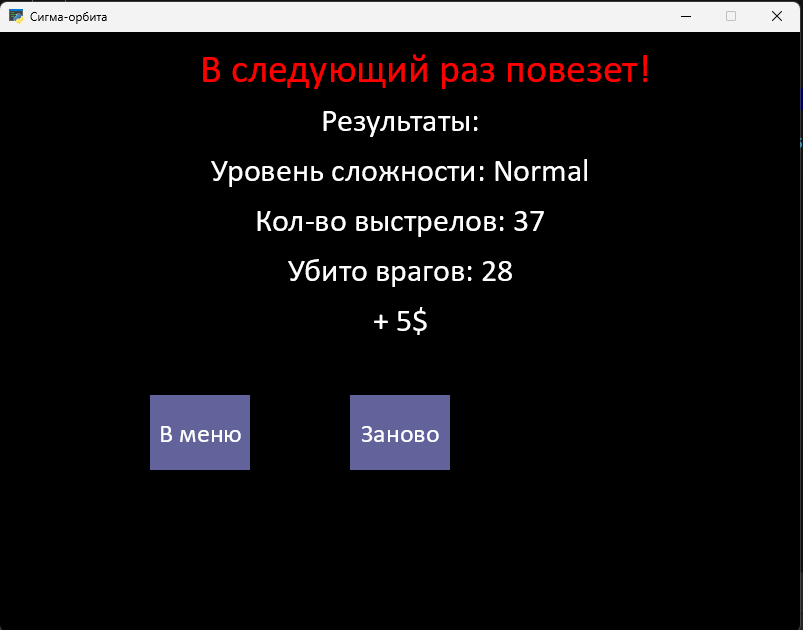 Сигма-орбита
В следующий раз повезет!
Результаты:
Уровень сложности: Normal
Кол-во выстрелов: 37
Убито врагов: 28
+ 5$
В меню
Заново